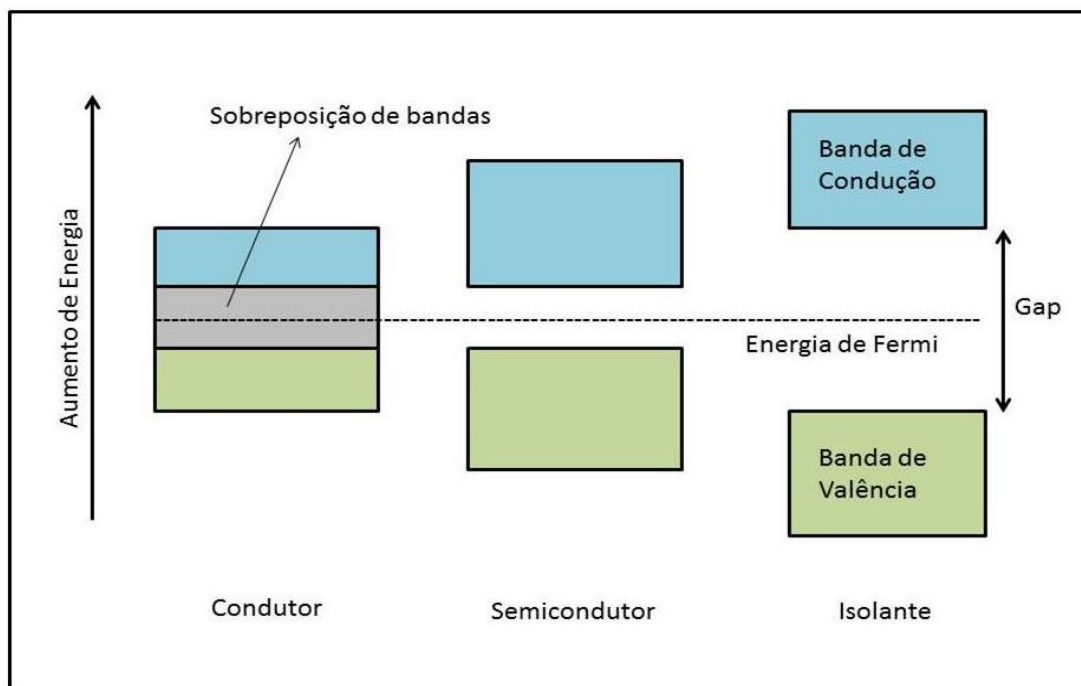 Sobreposição de bandas
Aumento de Energia
Banda de
Condução
Gap
Energia de Fermi
Banda de
Valência
Condutor
Semicondutor
Isolante